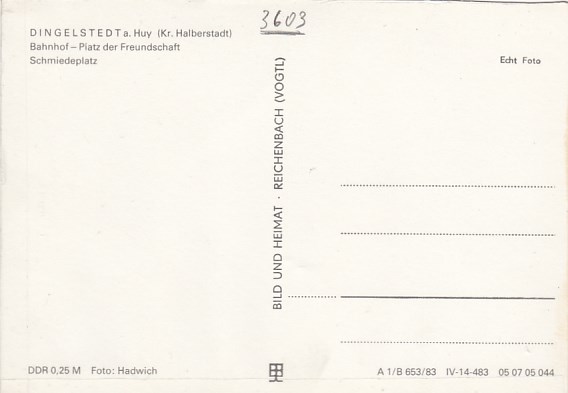 3603
DINGELSTEDT a. Huy (Kr. Halberstadt)
Bahnhof – Platz der Freundschaft
Schmiedeplatz
Echt Foto
BILD UND HEIMAT · REICHENBACH (VOGTL)
DDR 0,25 M Foto: Hadwich
A 1/B 653/83 IV-14-483 05 07 05 044